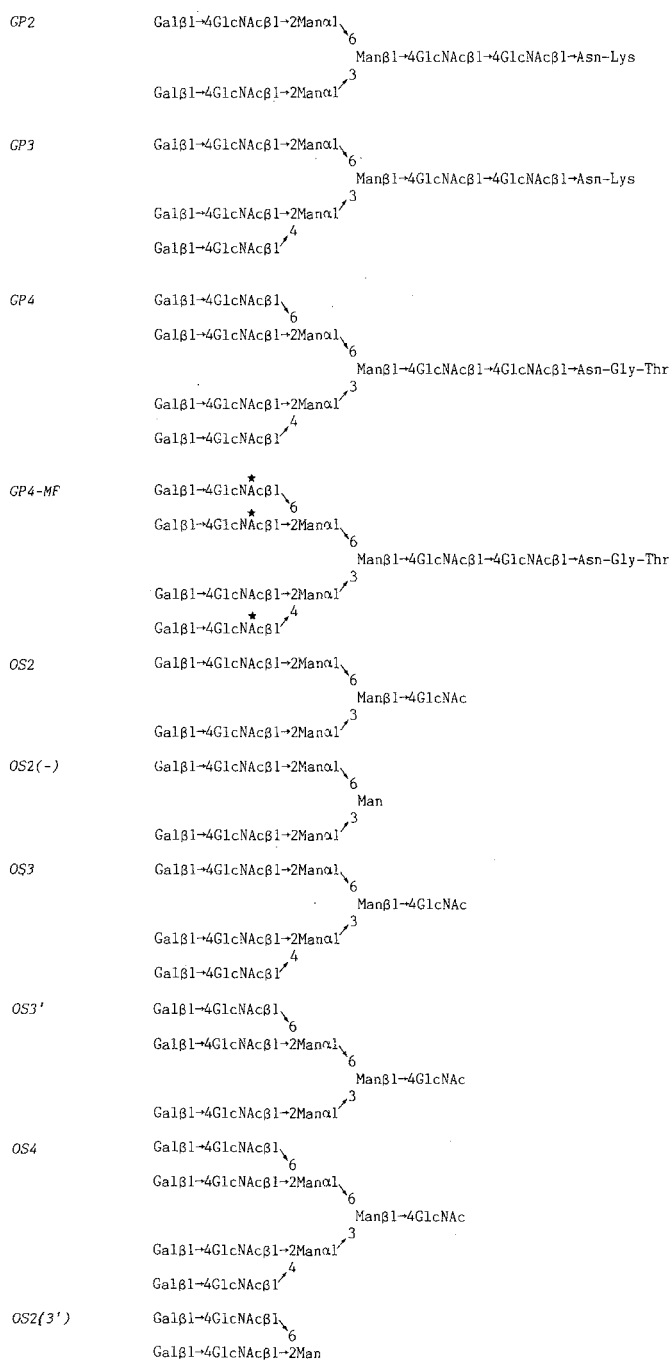 GP2 Galβ1→4GlcNAcβ1→2Manα1↘
6
Manβ1→4GlcNAcβ1→4GlcNAcβ1→Asn-Lys
3
Galβ1→4GlcNAcβ1→2Manα1↗
GP3 Galβ1→4GlcNAcβ1→2Manα1↘
6
Manβ1→4GlcNAcβ1→4GlcNAcβ1→Asn-Lys
3
Galβ1→4GlcNAcβ1→2Manα1↗
4
Galβ1→4GlcNAcβ1↗
GP4 Galβ1→4GlcNAcβ1↘
6
Galβ1→4GlcNAcβ1→2Manα1↘
6
Manβ1→4GlcNAcβ1→4GlcNAcβ1→Asn-Gly-Thr
3
Galβ1→4GlcNAcβ1→2Manα1↗
4
Galβ1→4GlcNAcβ1↗
★
GP4-MF Galβ1→4GlcNAcβ1↘
★ 6
Galβ1→4GlcNAcβ1→2Manα1↘
6
Manβ1→4GlcNAcβ1→4GlcNAcβ1→Asn-Gly-Thr
3
Galβ1→4GlcNAcβ1→2Manα1↗
★ 4
Galβ1→4GlcNAcβ1↗
OS2 Galβ1→4GlcNAcβ1→2Manα1↘
6
Manβ1→4GlcNAc
3
Galβ1→4GlcNAcβ1→2Manα1↗
OS2(-) Galβ1→4GlcNAcβ1→2Manα1↘
6
Man
3
Galβ1→4GlcNAcβ1→2Manα1↗
OS3 Galβ1→4GlcNAcβ1→2Manα1↘
6
Manβ1→4GlcNAc
3
Galβ1→4GlcNAcβ1→2Manα1↗
4
Galβ1→4GlcNAcβ1↗
OS3' Galβ1→4GlcNAcβ1↘
6
Galβ1→4GlcNAcβ1→2Manα1↘
6
Manβ1→4GlcNAc
3
Galβ1→4GlcNAcβ1→2Manα1↗
OS4 Galβ1→4GlcNAcβ1↘
6
Galβ1→4GlcNAcβ1→2Manα1↘
6
Manβ1→4GlcNAc
3
Galβ1→4GlcNAcβ1→2Manα1↗
4
Galβ1→4GlcNAcβ1↗
OS2(3') Galβ1→4GlcNAcβ1↘
6
Galβ1→4GlcNAcβ1→2Man